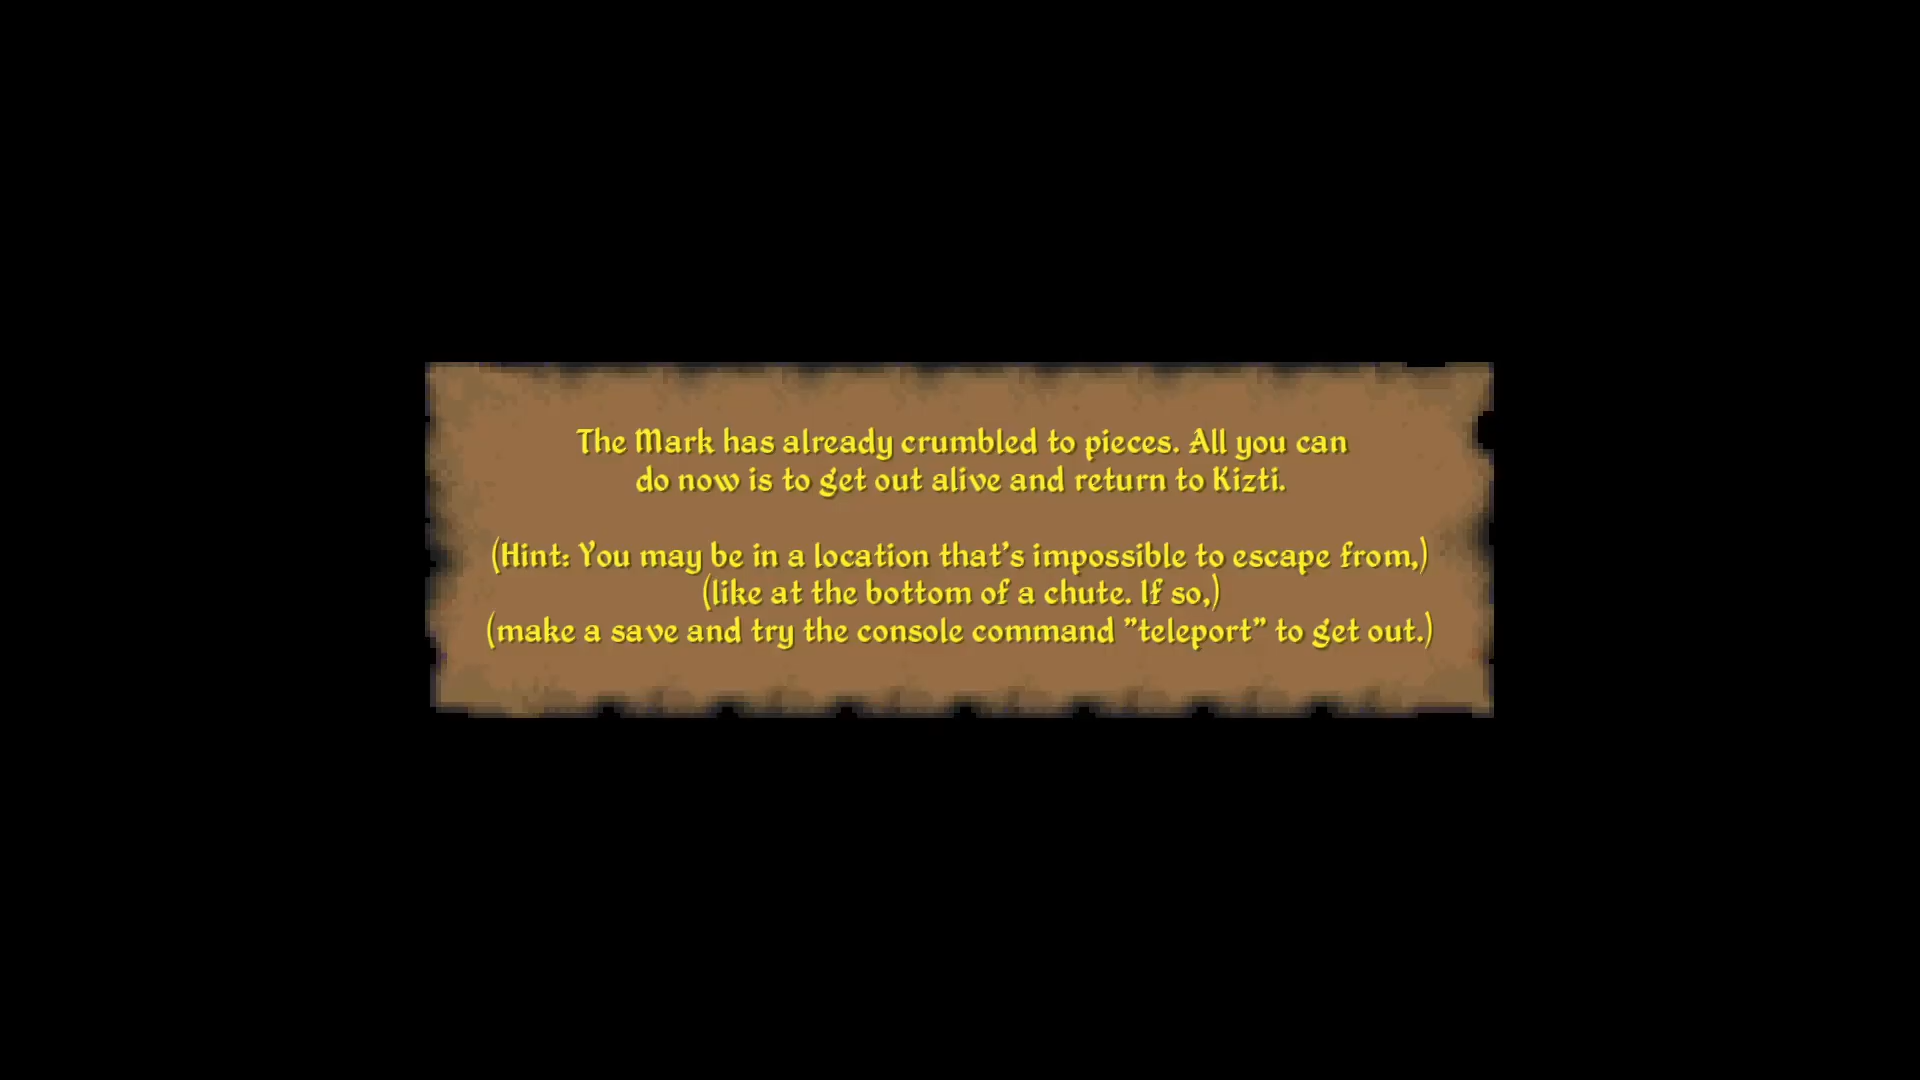 The Mark has already crumbled to pieces. All you can
do now is to get out alive and return to Kizti.
(Hint: You may be in a location that's impossible to escape from,)
(like at the bottom of a chute. If so,)
(make a save and try the console command "teleport" to get out.)